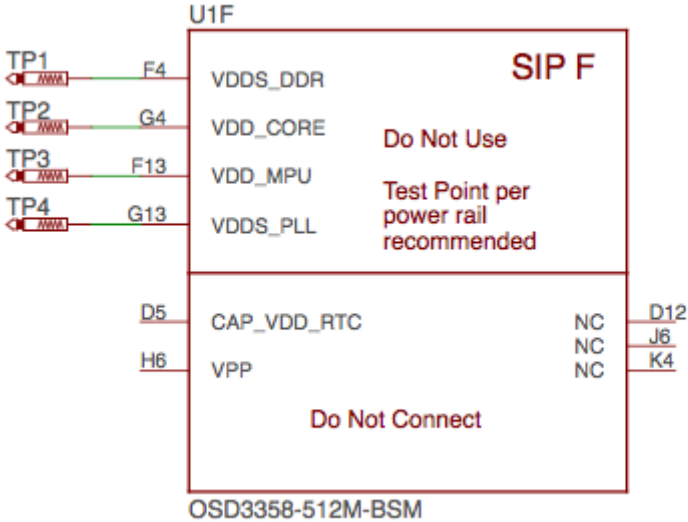 U1F
SIP F
TP1 F4 VDDS_DDR
TP2 G4 VDD_CORE
Do Not Use
TP3 F13 VDD_MPU
Test Point per
power rail
recommended
TP4 G13 VDDS_PLL
D5 CAP_VDD_RTC NC D12
NC J6
H6 VPP NC K4
Do Not Connect
OSD3358-512M-BSM